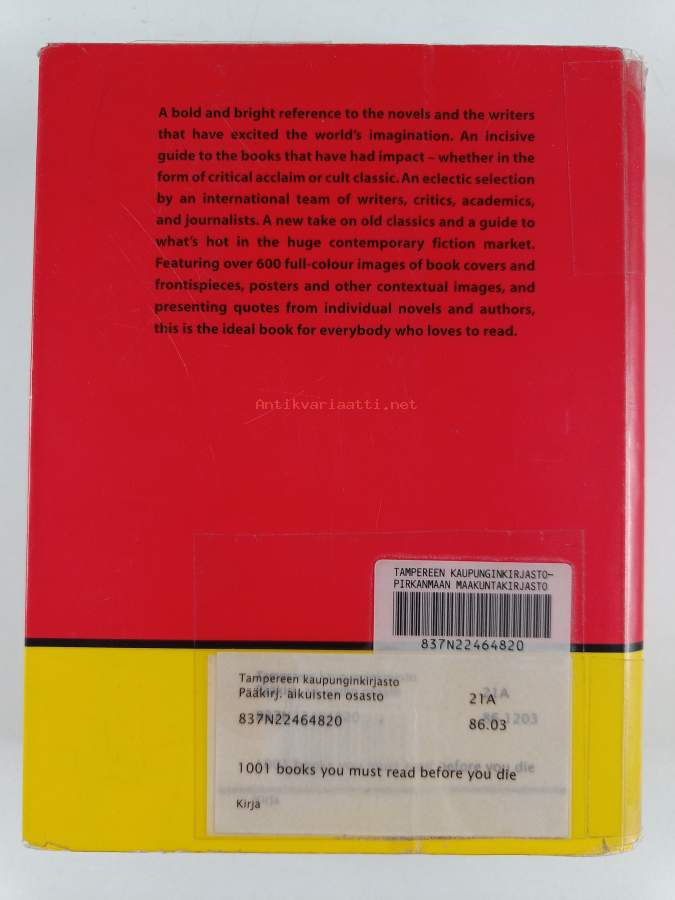 A bold and bright reference to the novels and the writers
that have excited the world's imagination. An incisive
guide to the books that have had impact – whether in the
form of critical acclaim or cult classic. An eclectic selection
by an international team of writers, critics, academics,
and journalists. A new take on old classics and a guide to
what's hot in the huge contemporary fiction market.
Featuring over 600 full-colour images of book covers and
frontispieces, posters and other contextual images, and
presenting quotes from individual novels and authors,
this is the ideal book for everybody who loves to read.
Antikvariaatti.net
TAMPEREEN KAUPUNGINKIRJASTO–
PIRKANMAAN MAAKUNTAKIRJASTO
837N22464820
Tampereen kaupunginkirjasto
Pääkirj. aikuisten osasto 21A
837N22464820 86.03
1001 books you must read before you die
Kirja